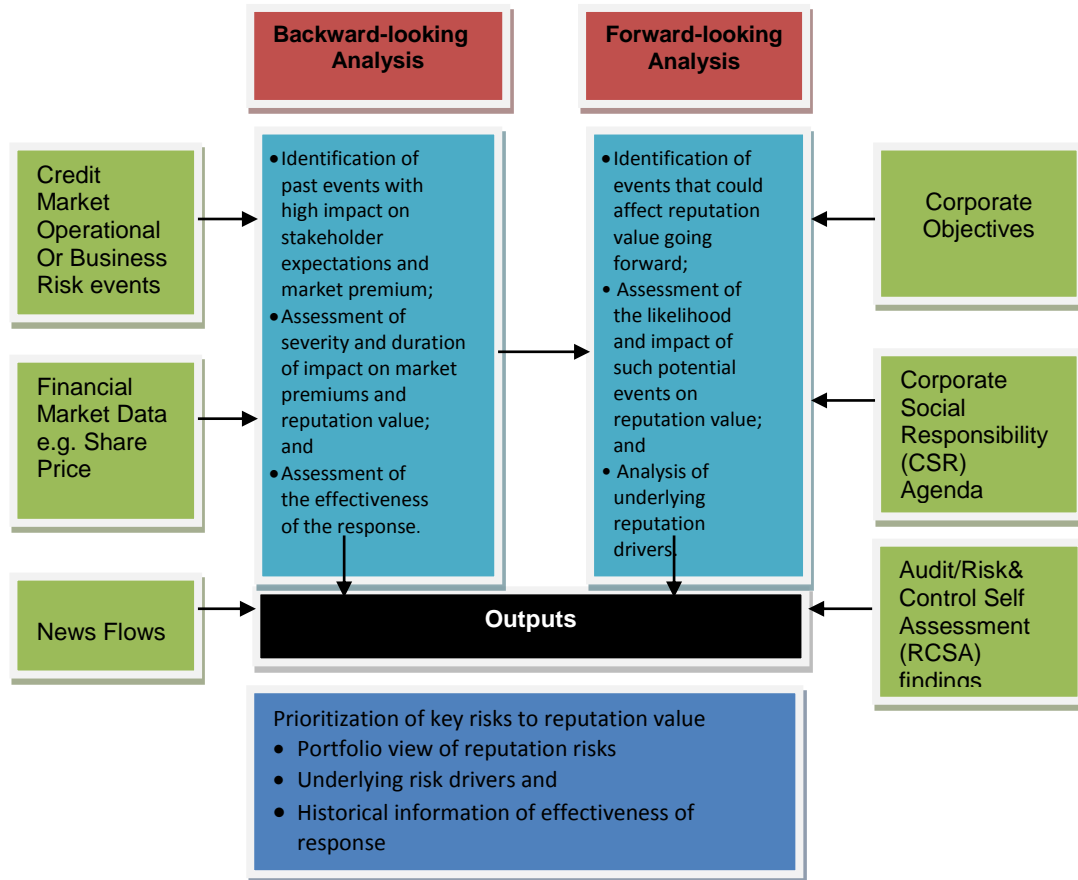 Backward-looking
Analysis
Forward-looking
Analysis
Credit
Market
Operational
Or Business
Risk events
Financial
Market Data
e.g. Share
Price
News Flows
•Identification of
past events with
high impact on
stakeholder
expectations and
market premium;
•Assessment of
severity and duration
of impact on market
premiums and
reputation value;
and
•Assessment of
the effectiveness
of the response.
•Identification of
events that could
affect reputation
value going
forward;
• Assessment of
the likelihood
and impact of
such potential
events on
reputation value;
and
• Analysis of
underlying
reputation
drivers.
Corporate
Objectives
Corporate
Social
Responsibility
(CSR)
Agenda
Audit/Risk&
Control Self
Assessment
(RCSA)
findings
Outputs
Prioritization of key risks to reputation value
• Portfolio view of reputation risks
• Underlying risk drivers and
• Historical information of effectiveness of
response